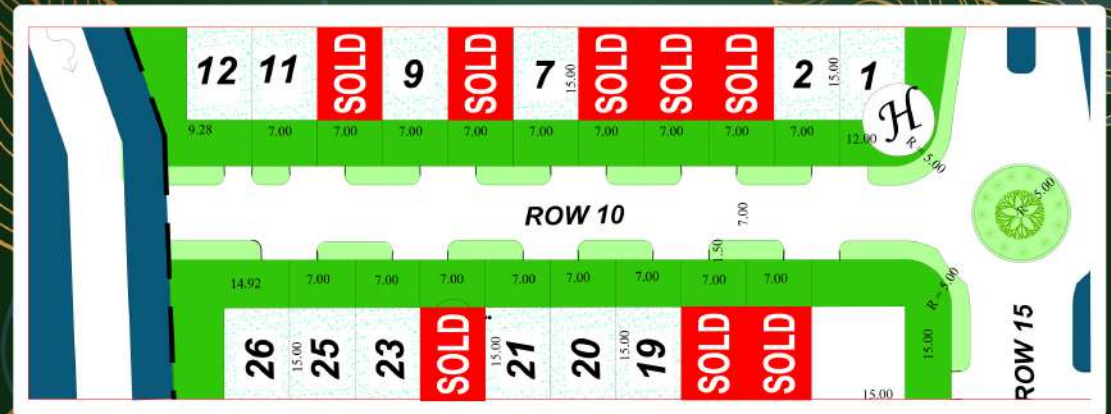 12 11 SOLD 9 SOLD 7 15.00 SOLD SOLD SOLD 2 15.00 1
H
9.28 7.00 7.00 7.00 7.00 7.00 7.00 7.00 7.00 7.00 12.00
R = 5.00
ROW 10
7.00
R= 5.00
1.50
14.92 7.00 7.00 7.00 7.00 7.00 7.00 7.00
R = 5.00
26 15.00 25 23 SOLD 15.00 21 20 15.00 19 SOLD SOLD 15.00
15.00
ROW 15